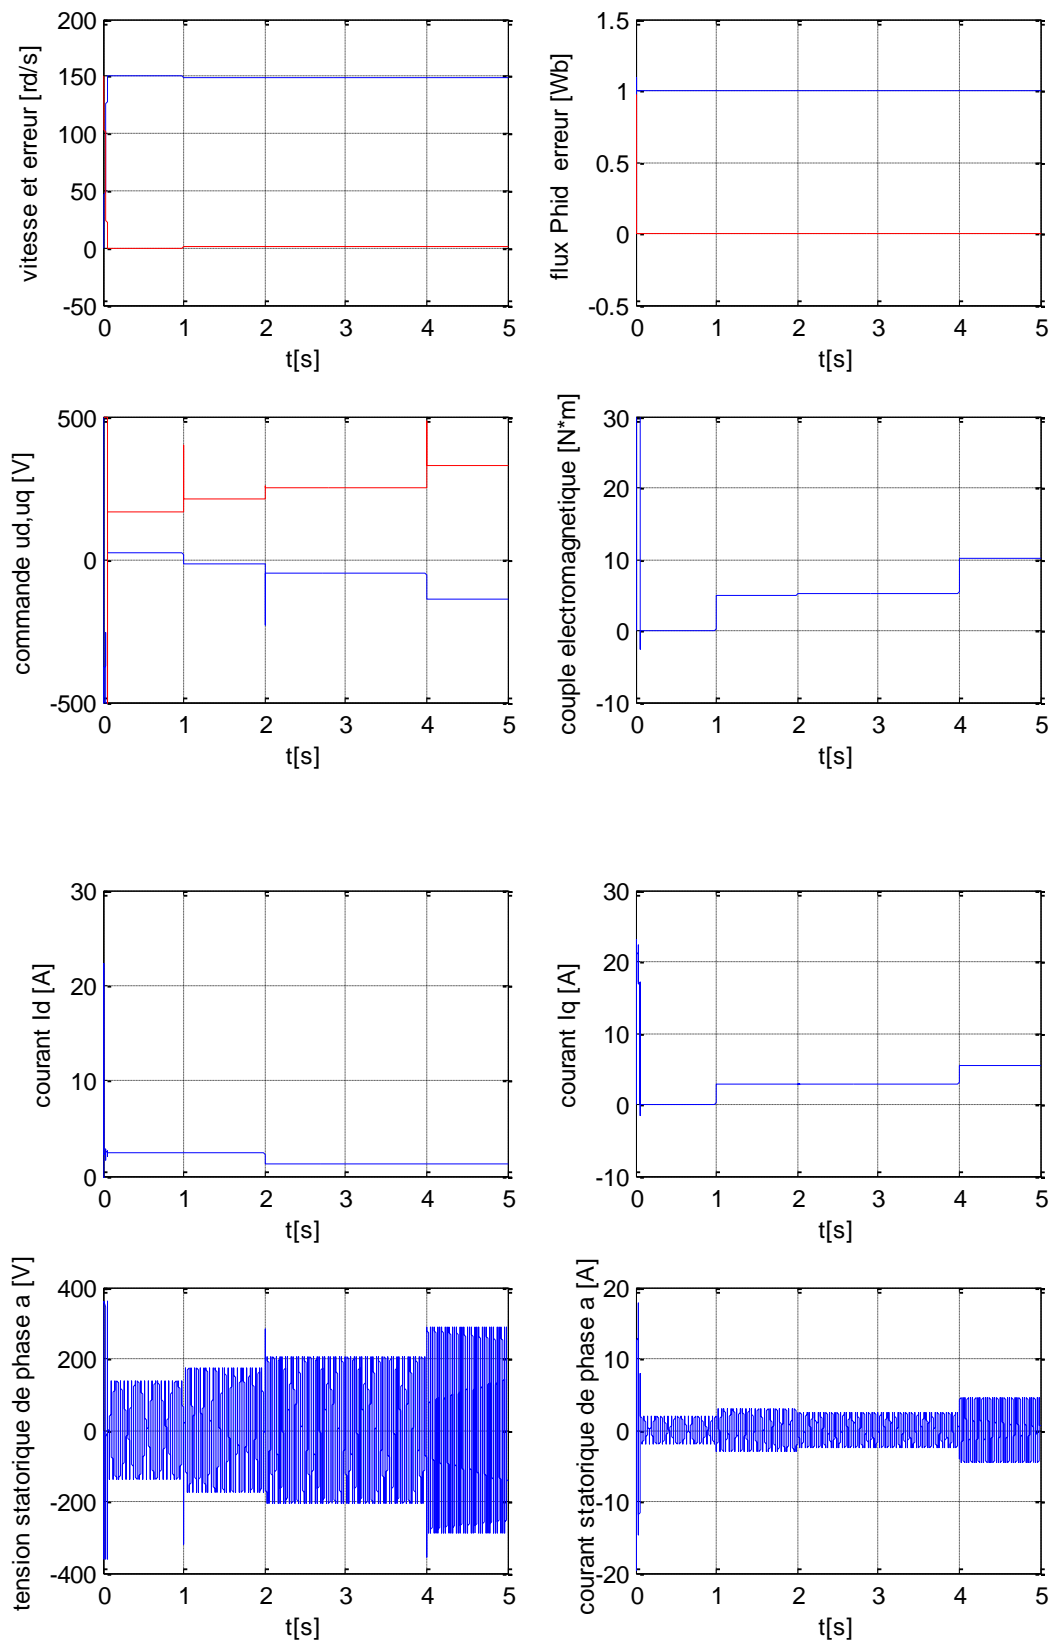 200
150
100
50
0
-50
vitesse et erreur [rd/s]
0 1 2 3 4 5
t[s]
1.5
1
0.5
0
-0.5
flux Phid erreur [Wb]
0 1 2 3 4 5
t[s]
500
0
-500
commande ud,uq [V]
0 1 2 3 4 5
t[s]
30
20
10
0
-10
couple electromagnetique [N*m]
0 1 2 3 4 5
t[s]
30
20
10
0
courant Id [A]
0 1 2 3 4 5
t[s]
30
20
10
0
-10
courant Iq [A]
0 1 2 3 4 5
t[s]
400
200
0
-200
-400
tension statorique de phase a [V]
0 1 2 3 4 5
t[s]
20
10
0
-10
-20
courant statorique de phase a [A]
0 1 2 3 4 5
t[s]